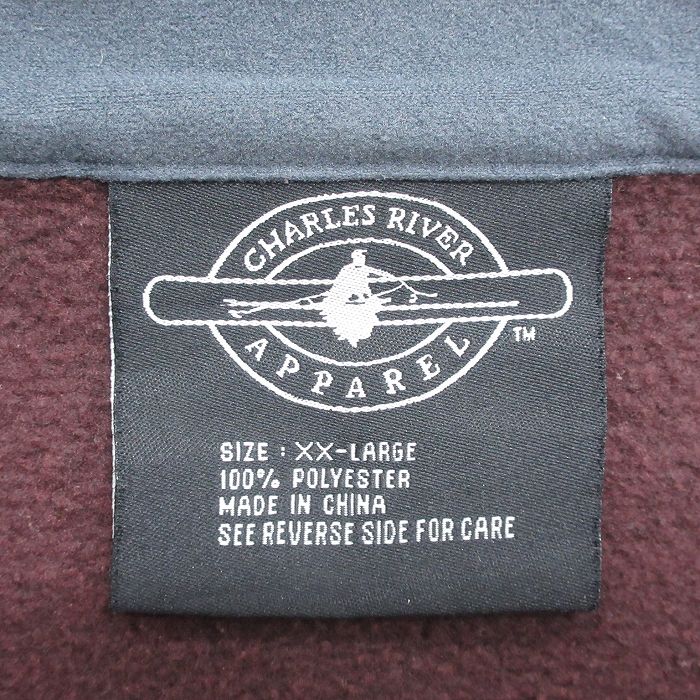 CHARLES RIVER
APPAREL
TM
SIZE : XX-LARGE
100% POLYESTER
MADE IN CHINA
SEE REVERSE SIDE FOR CARE